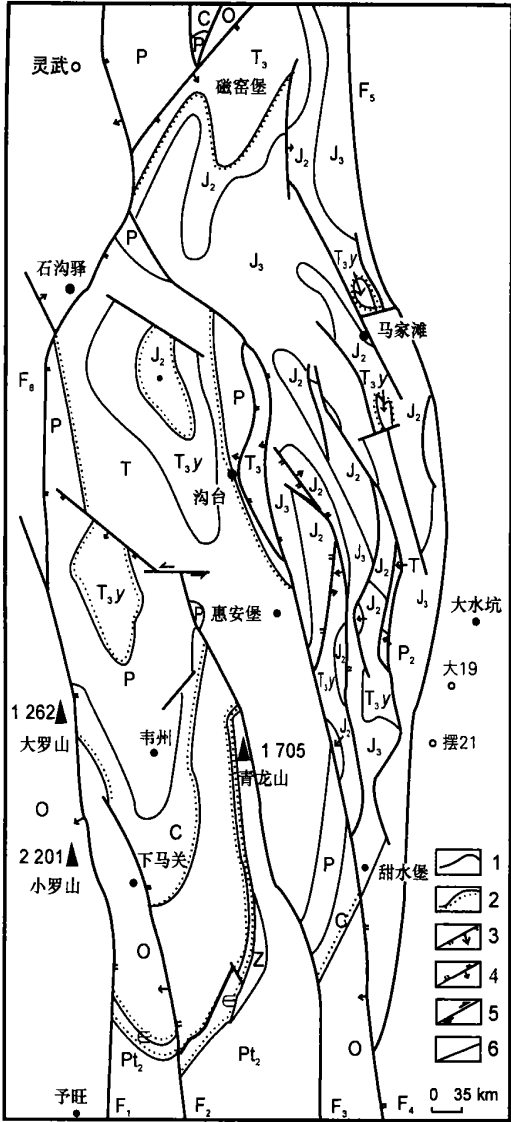 C O
P
P
T₃
灵武
磁窑堡
F₅
J₂
J₃
J₂
J₃
P
石沟驿
T₃y
马家滩
J₂
J₂
J₂
T₃y
F₈
P
P
J₂
T
T₃y
T₃
沟台
J₃
J₂
J₂
J₂
J₃
J₂
T
J₃
T₃y
P
惠安堡
J₂
大水坑
P
J₂
P₂
大19
T₃y
T₃y
1 262
大罗山
韦州
1 705
青龙山
J₂
J₃
摆21
O
C
2 201
小罗山
下马关
P
甜水堡
1
2
C
3
O
Z
4
∈
5
∈
O
6
Pt₂
Pt₂
0 35 km
予旺
F₁
F₂
F₃
F₄